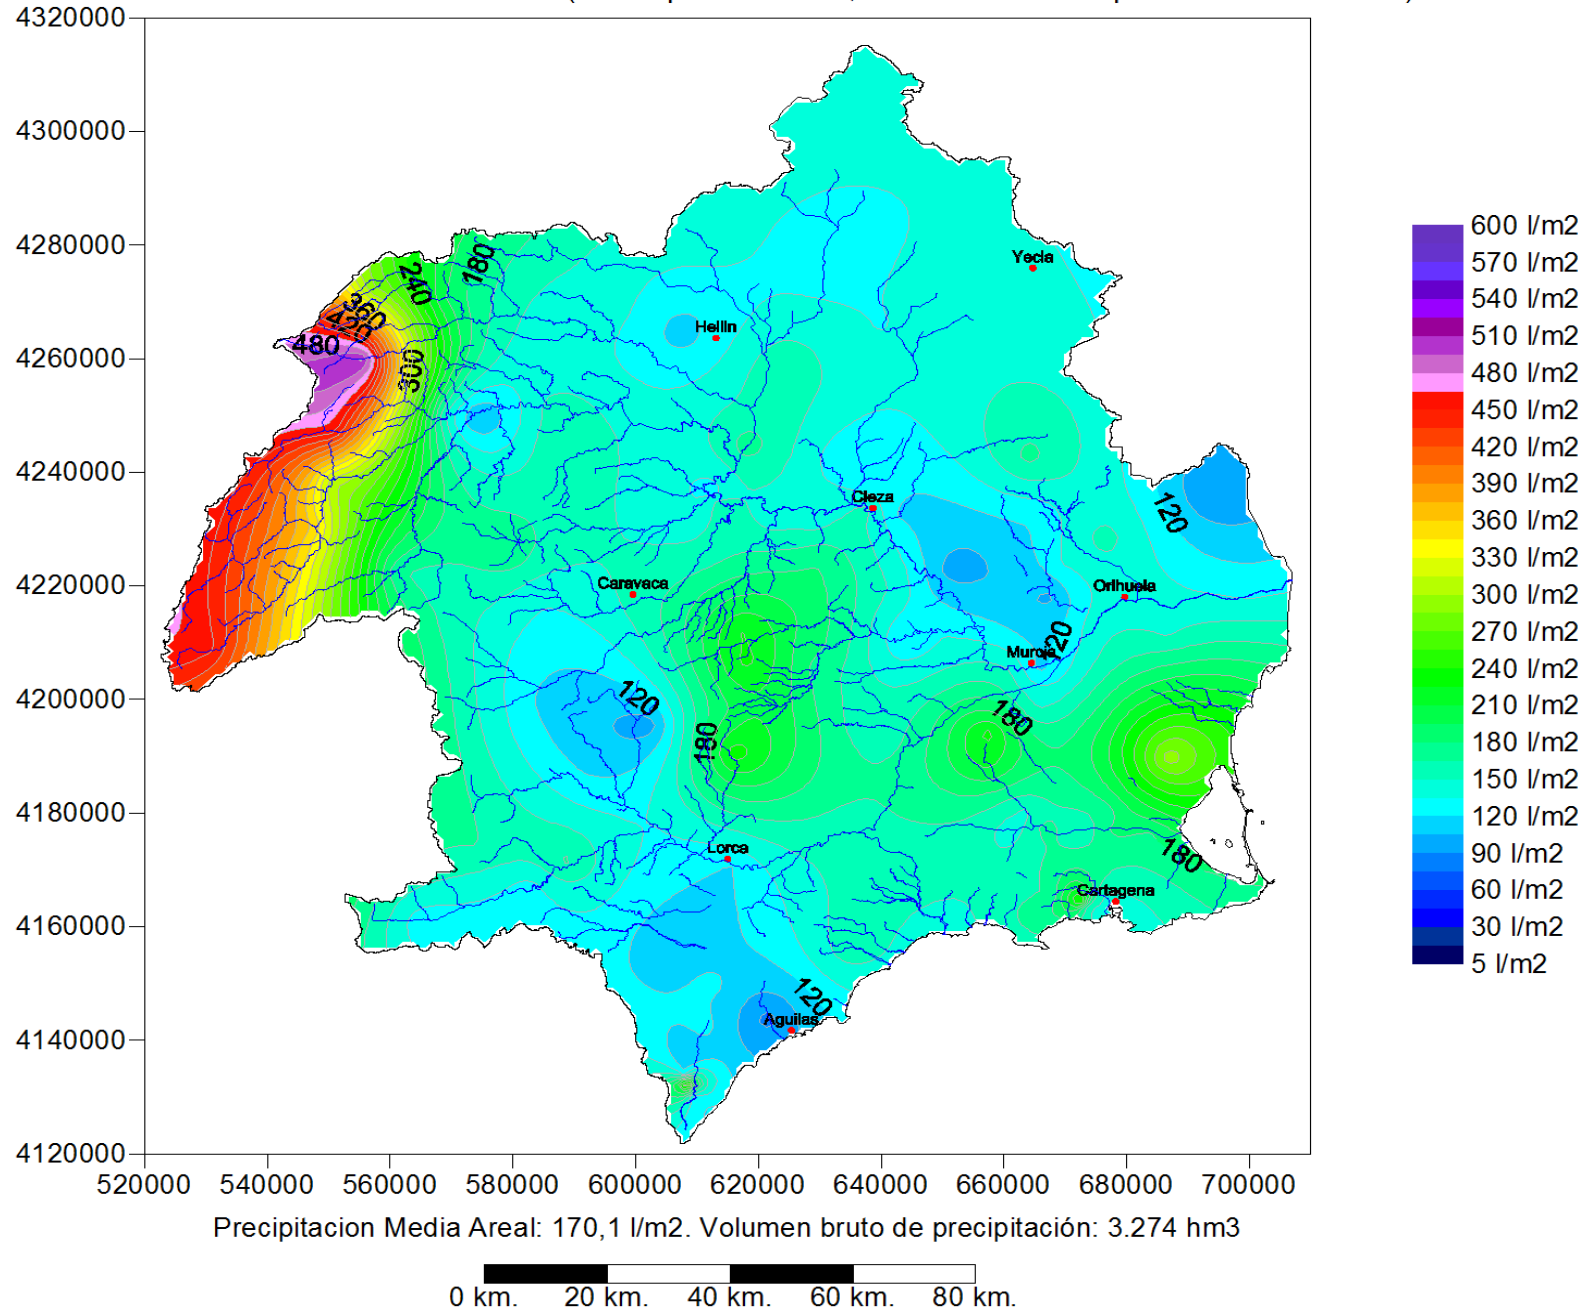 4320000
4300000
4280000
4260000
4240000
4220000
4200000
4180000
4160000
4140000
4120000
520000 540000 560000 580000 600000 620000 640000 660000 680000 700000
240
180
360
420
480
300
Yecla
Hellin
Cieza
120
Caravaca
Orihuela
120
Murcia
120
180
180
Lorca
180
Cartagena
120
Aguilas
600 l/m2
570 l/m2
540 l/m2
510 l/m2
480 l/m2
450 l/m2
420 l/m2
390 l/m2
360 l/m2
330 l/m2
300 l/m2
270 l/m2
240 l/m2
210 l/m2
180 l/m2
150 l/m2
120 l/m2
90 l/m2
60 l/m2
30 l/m2
5 l/m2
Precipitacion Media Areal: 170,1 l/m2. Volumen bruto de precipitación: 3.274 hm3
0 km. 20 km. 40 km. 60 km. 80 km.